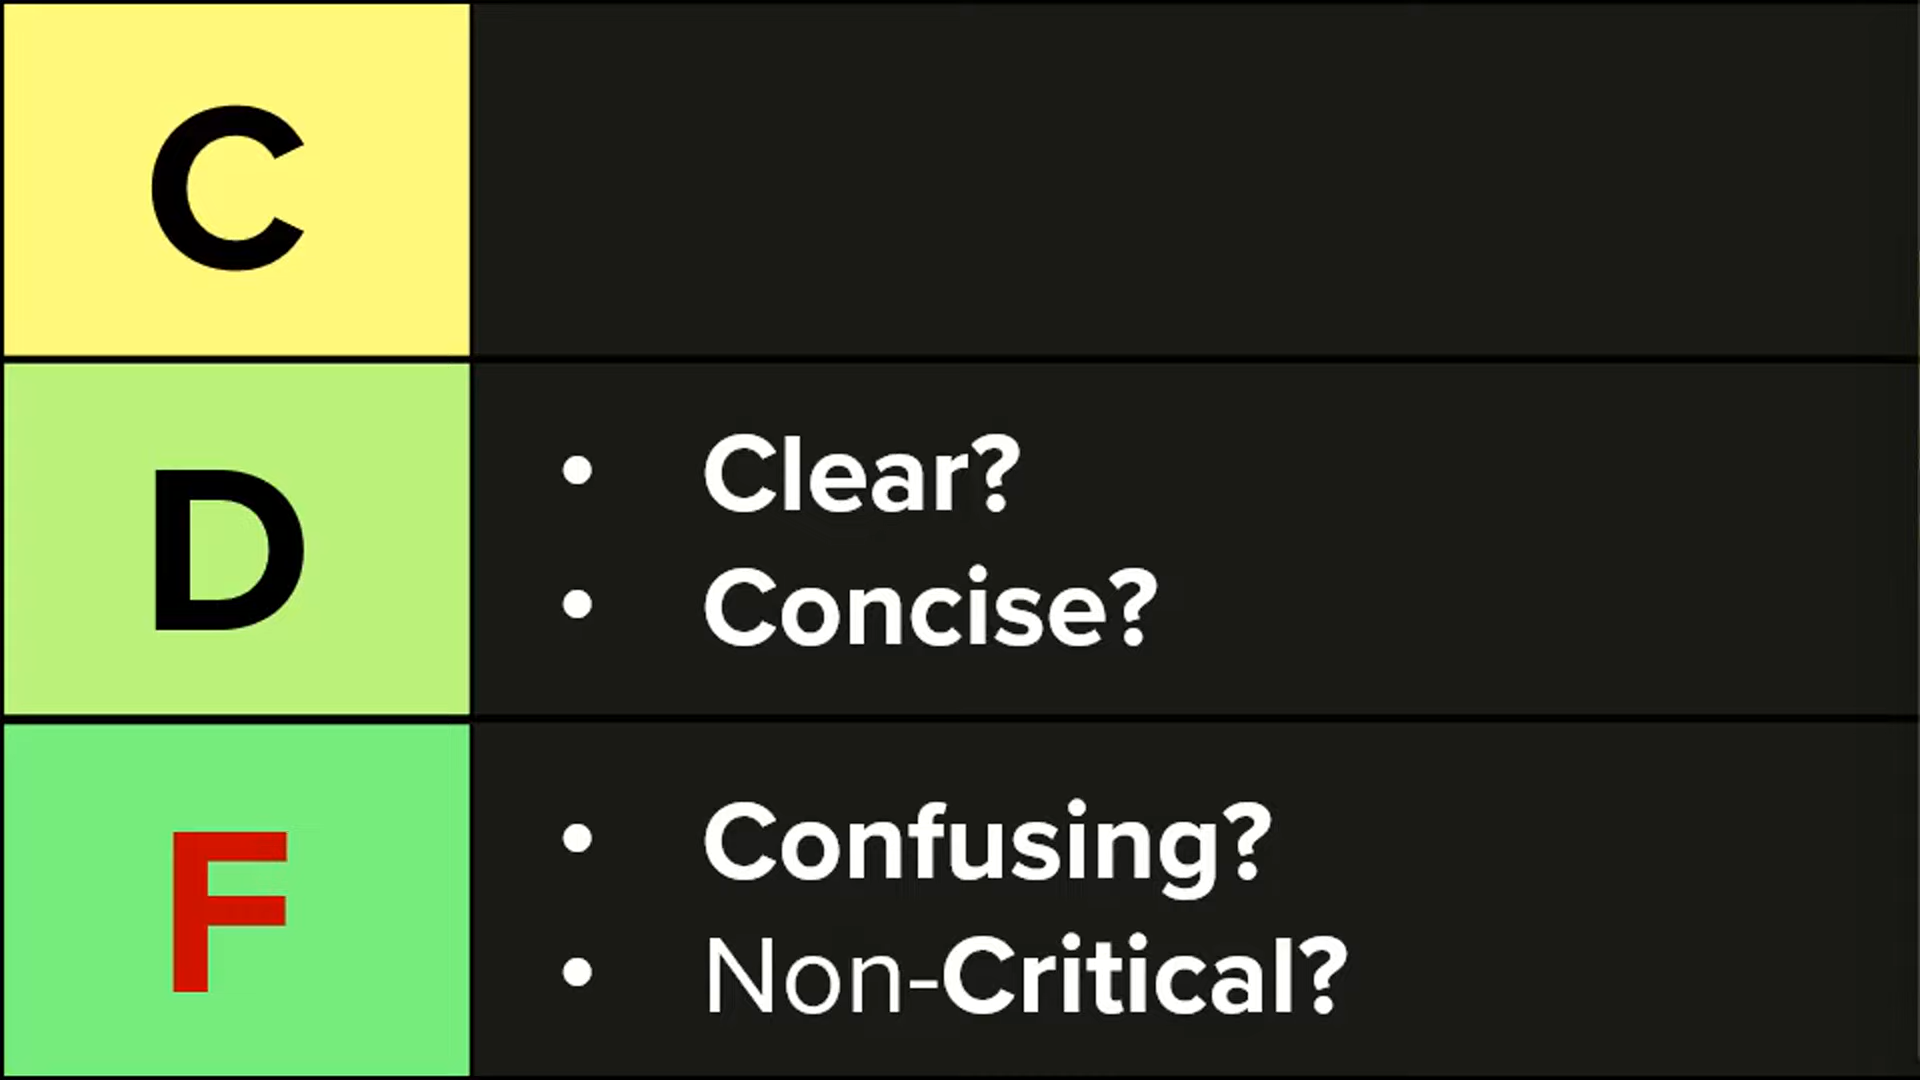 C
D
• Clear?
• Concise?
F
• Confusing?
• Non-Critical?